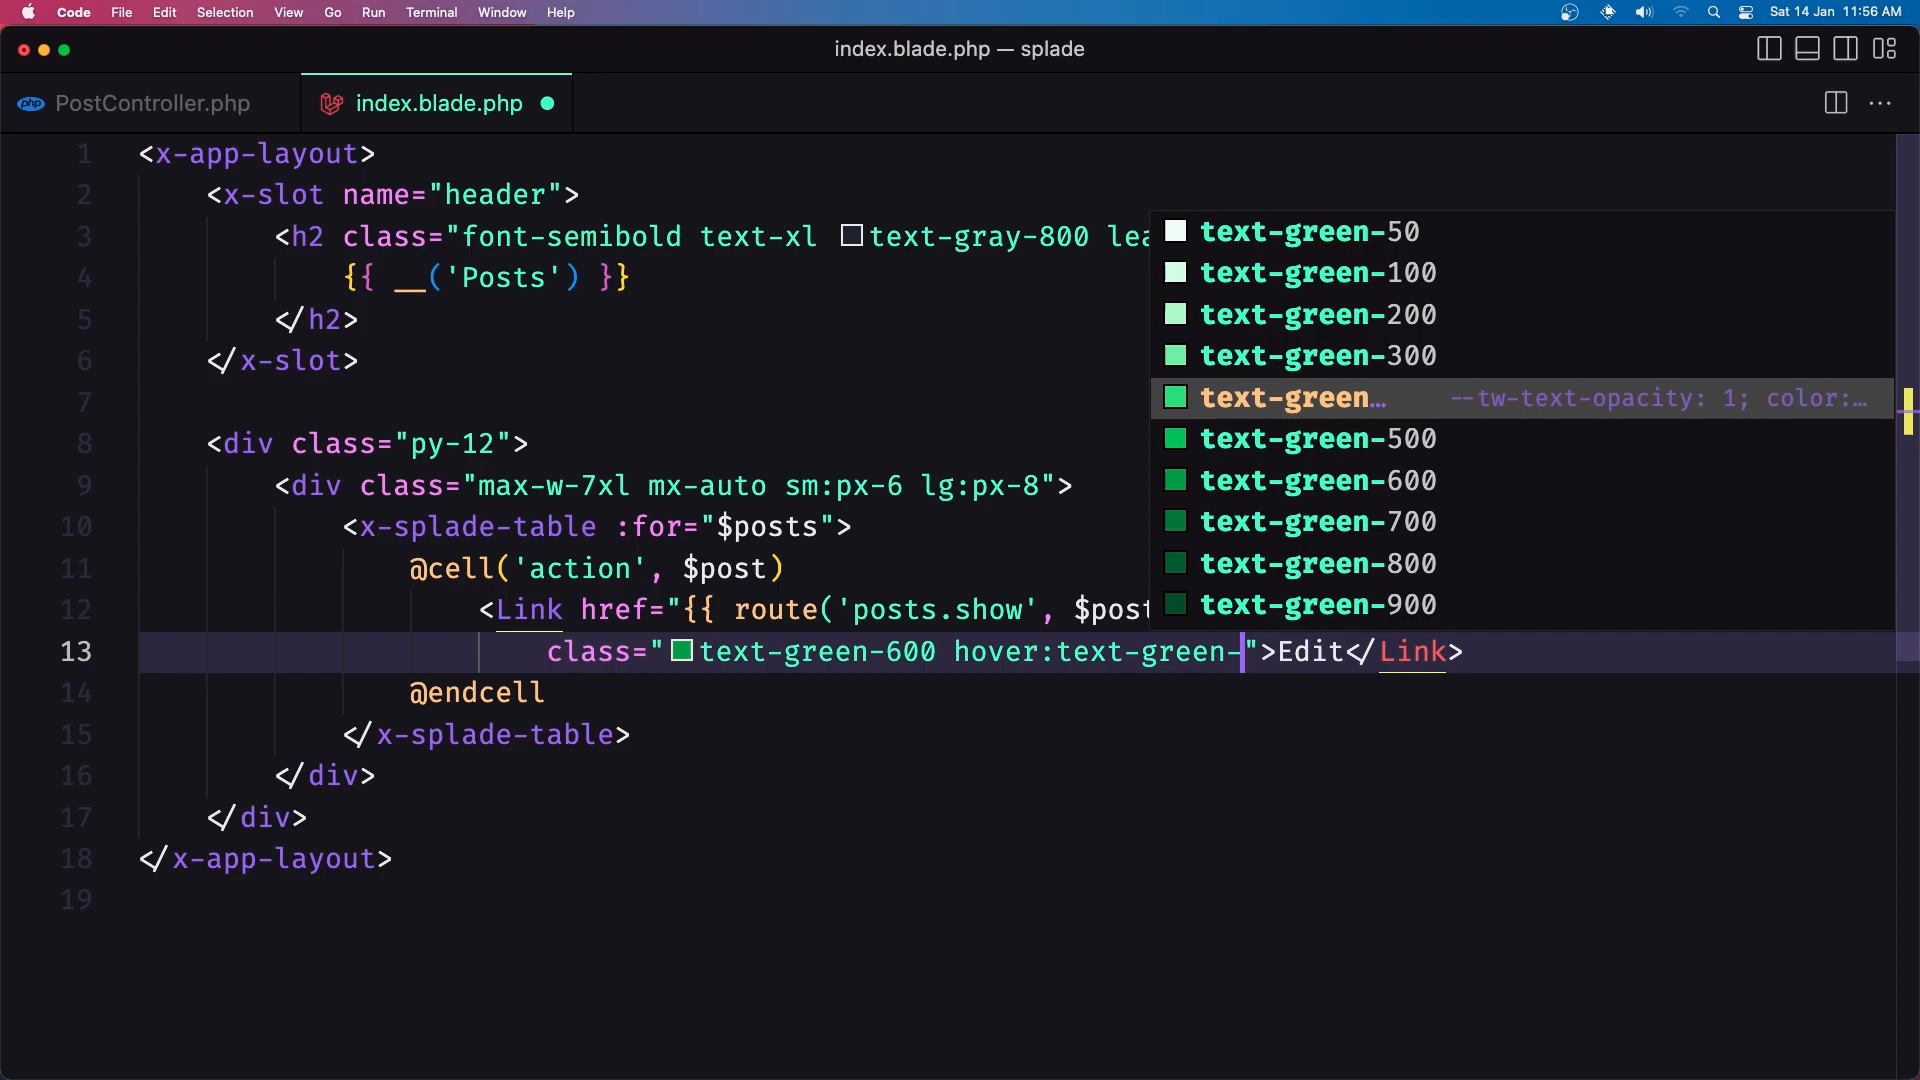 Code File Edit Selection View Go Run Terminal Window Help Sat 14 Jan 11:56 AM
index.blade.php — splade
php PostController.php index.blade.php
1 <x-app-layout>
2 <x-slot name="header">
3 <h2 class="font-semibold text-xl text-gray-800 lea
4 {{ __('Posts') }}
5 </h2>
6 </x-slot>
7
8 <div class="py-12">
9 <div class="max-w-7xl mx-auto sm:px-6 lg:px-8">
10 <x-splade-table :for="$posts">
11 @cell('action', $post)
12 <Link href="{{ route('posts.show', $post
13 class="text-green-600 hover:text-green-">Edit</Link>
14 @endcell
15 </x-splade-table>
16 </div>
17 </div>
18 </x-app-layout>
19
text-green-50
text-green-100
text-green-200
text-green-300
text-green… --tw-text-opacity: 1; color:…
text-green-500
text-green-600
text-green-700
text-green-800
text-green-900